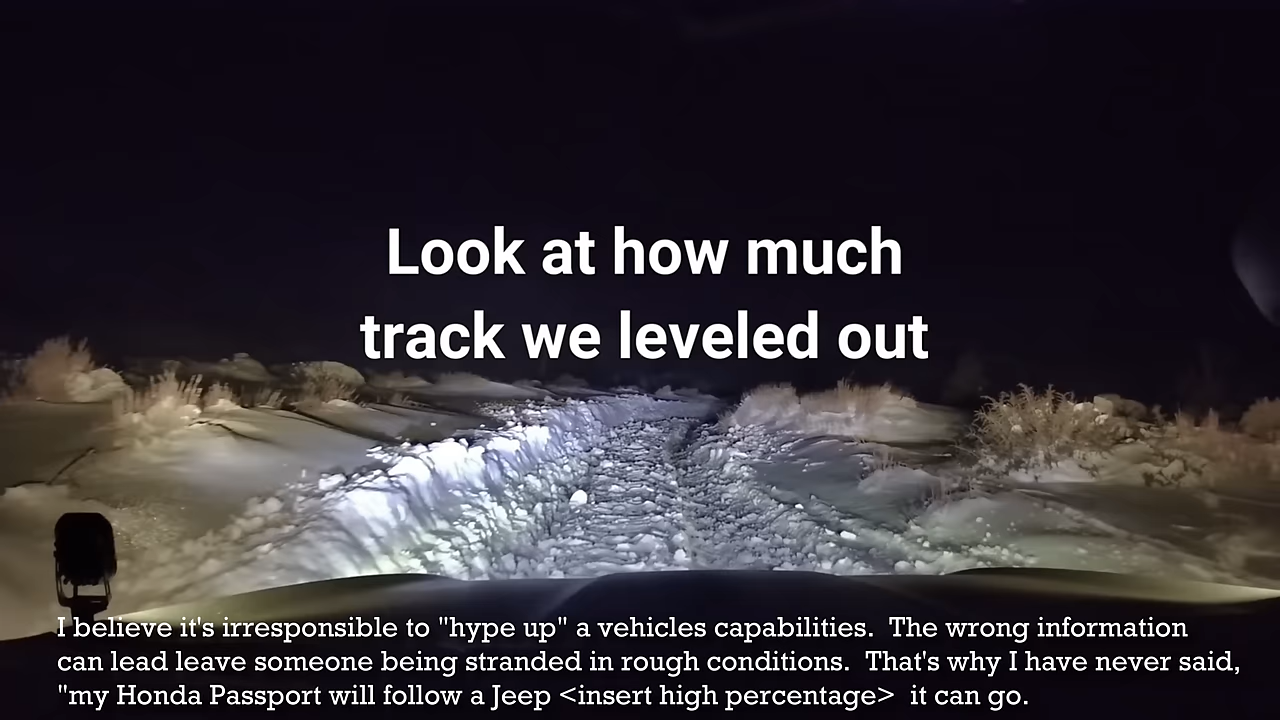 Look at how much
track we leveled out
I believe it's irresponsible to "hype up" a vehicles capabilities.  The wrong information
can lead leave someone being stranded in rough conditions.  That's why I have never said,
"my Honda Passport will follow a Jeep <insert high percentage>  it can go.